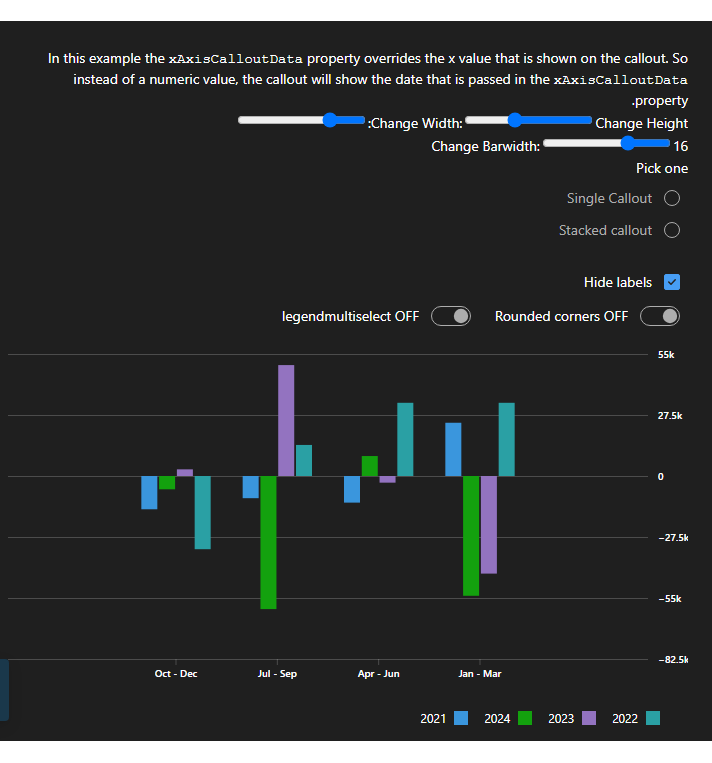 In this example the xAxisCalloutData property overrides the x value that is shown on the callout. So
instead of a numeric value, the callout will show the date that is passed in the xAxisCalloutData
.property
:Change Width: Change Height
Change Barwidth: 16
Pick one
Single Callout
Stacked callout
Hide labels
legendmultiselect OFF Rounded corners OFF
55k
27.5k
0
−27.5k
−55k
−82.5k
Oct - Dec Jul - Sep Apr - Jun Jan - Mar
2021 2024 2023 2022